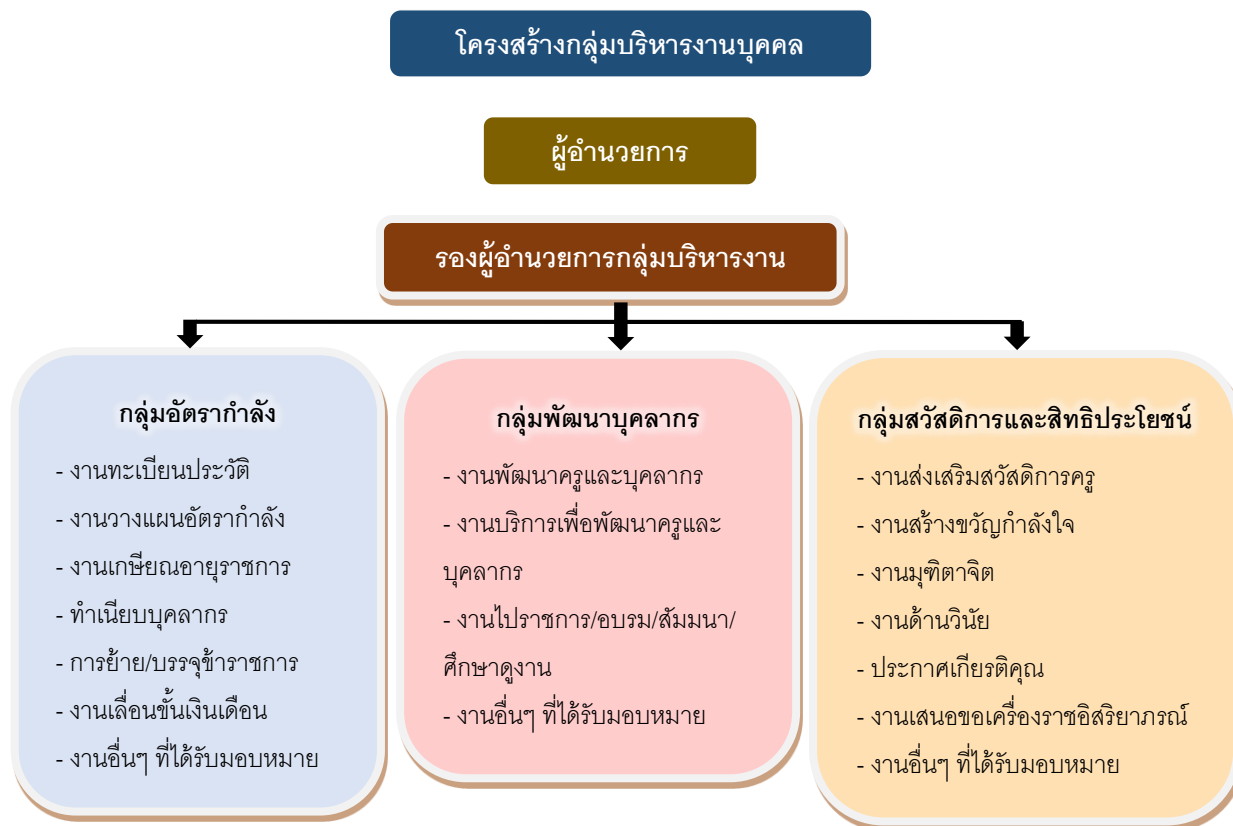 โครงสร้างกลุ่มบริหารงานบุคคล
ผู้อำนวยการ
รองผู้อำนวยการกลุ่มบริหารงาน
กลุ่มอัตรากำลัง
- งานทะเบียนประวัติ
- งานวางแผนอัตรากำลัง
- งานเกษียณอายุราชการ
- ทำเนียบบุคลากร
- การย้าย/บรรจุข้าราชการ
- งานเลื่อนขั้นเงินเดือน
- งานอื่นๆ ที่ได้รับมอบหมาย
กลุ่มพัฒนาบุคลากร
- งานพัฒนาครูและบุคลากร
- งานบริการเพื่อพัฒนาครูและ
บุคลากร
- งานไปราชการ/อบรม/สัมมนา/
ศึกษาดูงาน
- งานอื่นๆ ที่ได้รับมอบหมาย
กลุ่มสวัสดิการและสิทธิประโยชน์
- งานส่งเสริมสวัสดิการครู
- งานสร้างขวัญกำลังใจ
- งานมุฑิตาจิต
- งานด้านวินัย
- ประกาศเกียรติคุณ
- งานเสนอขอเครื่องราชอิสริยาภรณ์
- งานอื่นๆ ที่ได้รับมอบหมาย